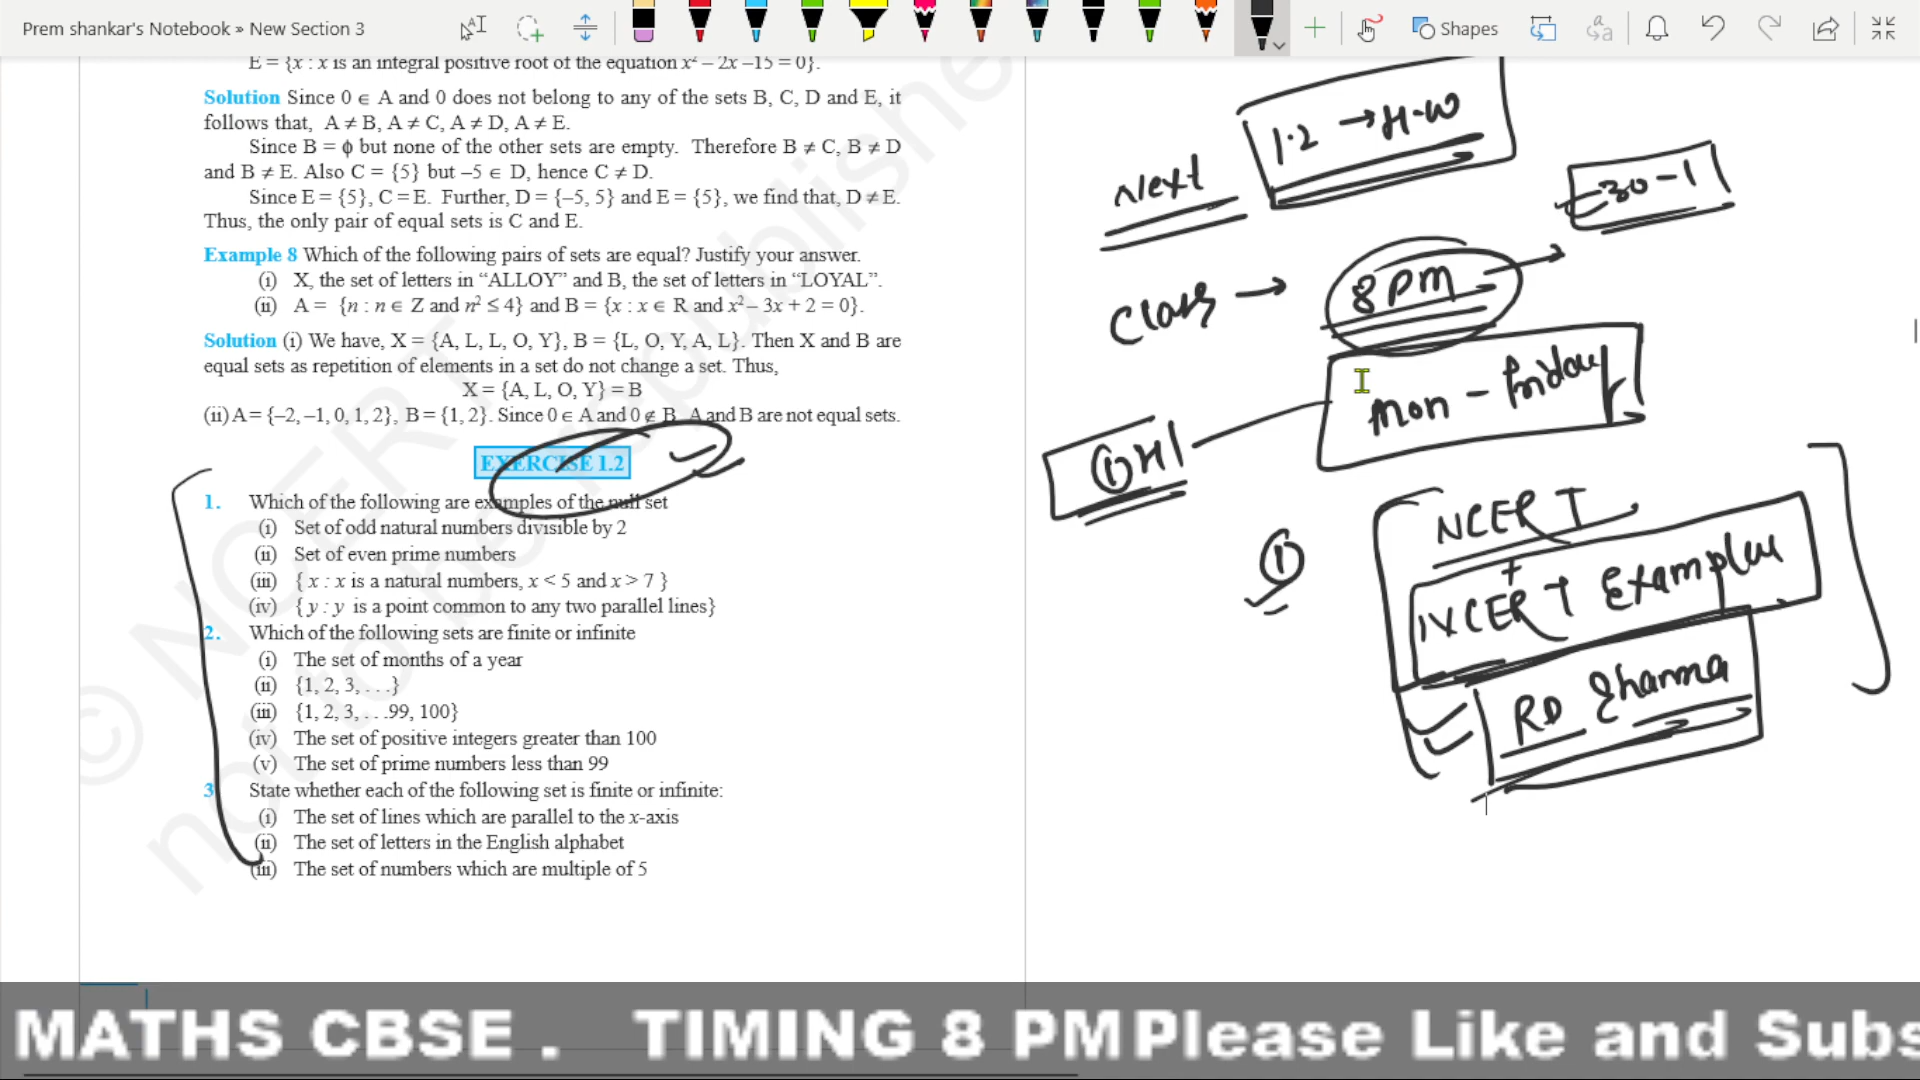 Prem shankar's Notebook » New Section 3
Shapes
E = {x : x is an integral positive root of the equation x² – 2x –15 = 0}.
Solution Since 0 ∈ A and 0 does not belong to any of the sets B, C, D and E, it
follows that, A ≠ B, A ≠ C, A ≠ D, A ≠ E.
Since B = ϕ but none of the other sets are empty. Therefore B ≠ C, B ≠ D
and B ≠ E. Also C = {5} but –5 ∈ D, hence C ≠ D.
Since E = {5}, C = E. Further, D = {–5, 5} and E = {5}, we find that, D ≠ E.
Thus, the only pair of equal sets is C and E.
Example 8 Which of the following pairs of sets are equal? Justify your answer.
(i) X, the set of letters in “ALLOY” and B, the set of letters in “LOYAL”.
(ii) A = {n : n ∈ Z and n² ≤ 4} and B = {x : x ∈ R and x² – 3x + 2 = 0}.
Solution (i) We have, X = {A, L, L, O, Y}, B = {L, O, Y, A, L}. Then X and B are
equal sets as repetition of elements in a set do not change a set. Thus,
X = {A, L, O, Y} = B
(ii) A = {–2, –1, 0, 1, 2}, B = {1, 2}. Since 0 ∈ A and 0 ∉ B, A and B are not equal sets.
EXERCISE 1.2
1. Which of the following are examples of the null set
(i) Set of odd natural numbers divisible by 2
(ii) Set of even prime numbers
(iii) { x : x is a natural numbers, x < 5 and x > 7 }
(iv) { y : y is a point common to any two parallel lines}
2. Which of the following sets are finite or infinite
(i) The set of months of a year
(ii) {1, 2, 3, . . .}
(iii) {1, 2, 3, . . .99, 100}
(iv) The set of positive integers greater than 100
(v) The set of prime numbers less than 99
3 State whether each of the following set is finite or infinite:
(i) The set of lines which are parallel to the x-axis
(ii) The set of letters in the English alphabet
(iii) The set of numbers which are multiple of 5
© NCERT
not to be republished
1.2 → H-W
Next
30-1
Class → 8 PM →
Mon - Friday
① H
① NCERT
+
NCERT Exampler
RD Sharma
MATHS CBSE . TIMING 8 PM Please Like and Subs